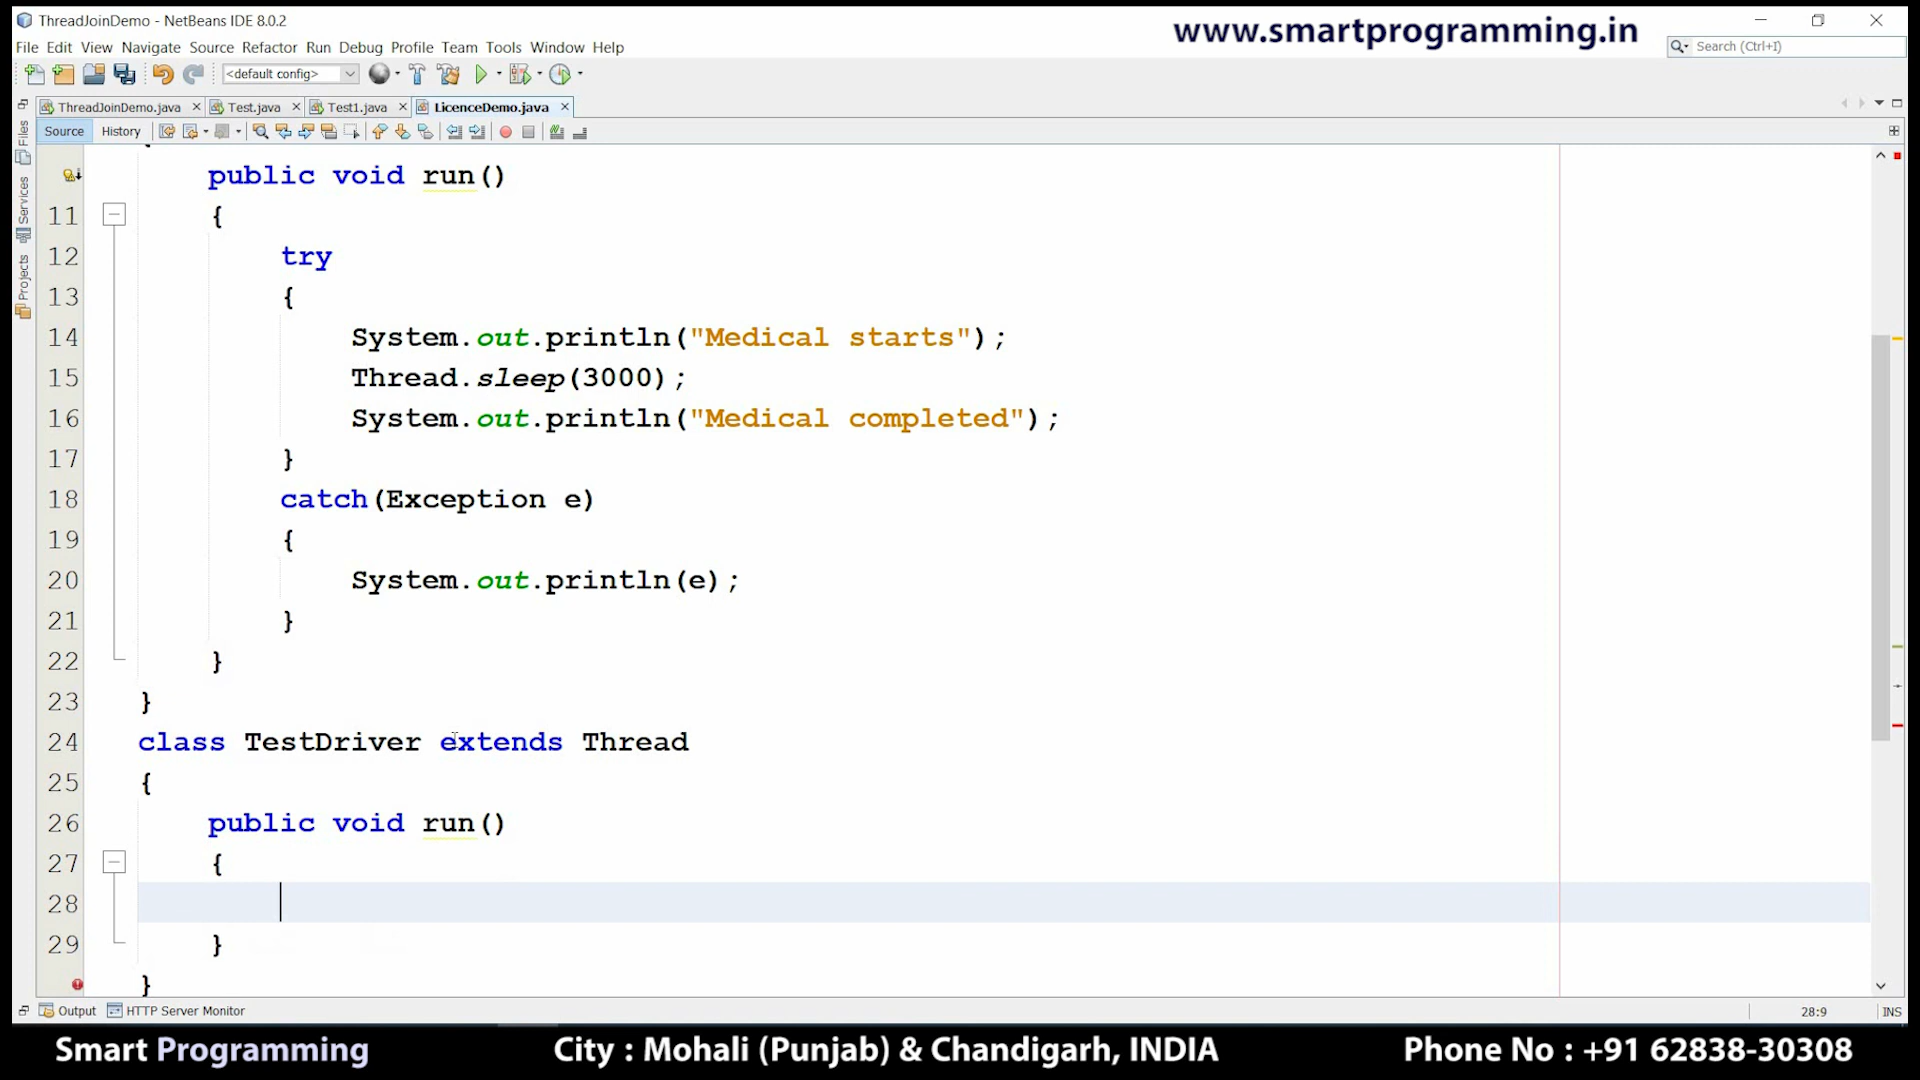 ThreadJoinDemo - NetBeans IDE 8.0.2
www.smartprogramming.in
File Edit View Navigate Source Refactor Run Debug Profile Team Tools Window Help
Search (Ctrl+I)
<default config>
ThreadJoinDemo.java Test.java Test1.java LicenceDemo.java
Source History
Files
Services
Projects
public void run()
11 {
12 try
13 {
14 System.out.println("Medical starts");
15 Thread.sleep(3000);
16 System.out.println("Medical completed");
17 }
18 catch(Exception e)
19 {
20 System.out.println(e);
21 }
22 }
23 }
24 class TestDriver extends Thread
25 {
26 public void run()
27 {
28
29 }
}
Output HTTP Server Monitor
28:9 INS
Smart Programming
City : Mohali (Punjab) & Chandigarh, INDIA
Phone No : +91 62838-30308